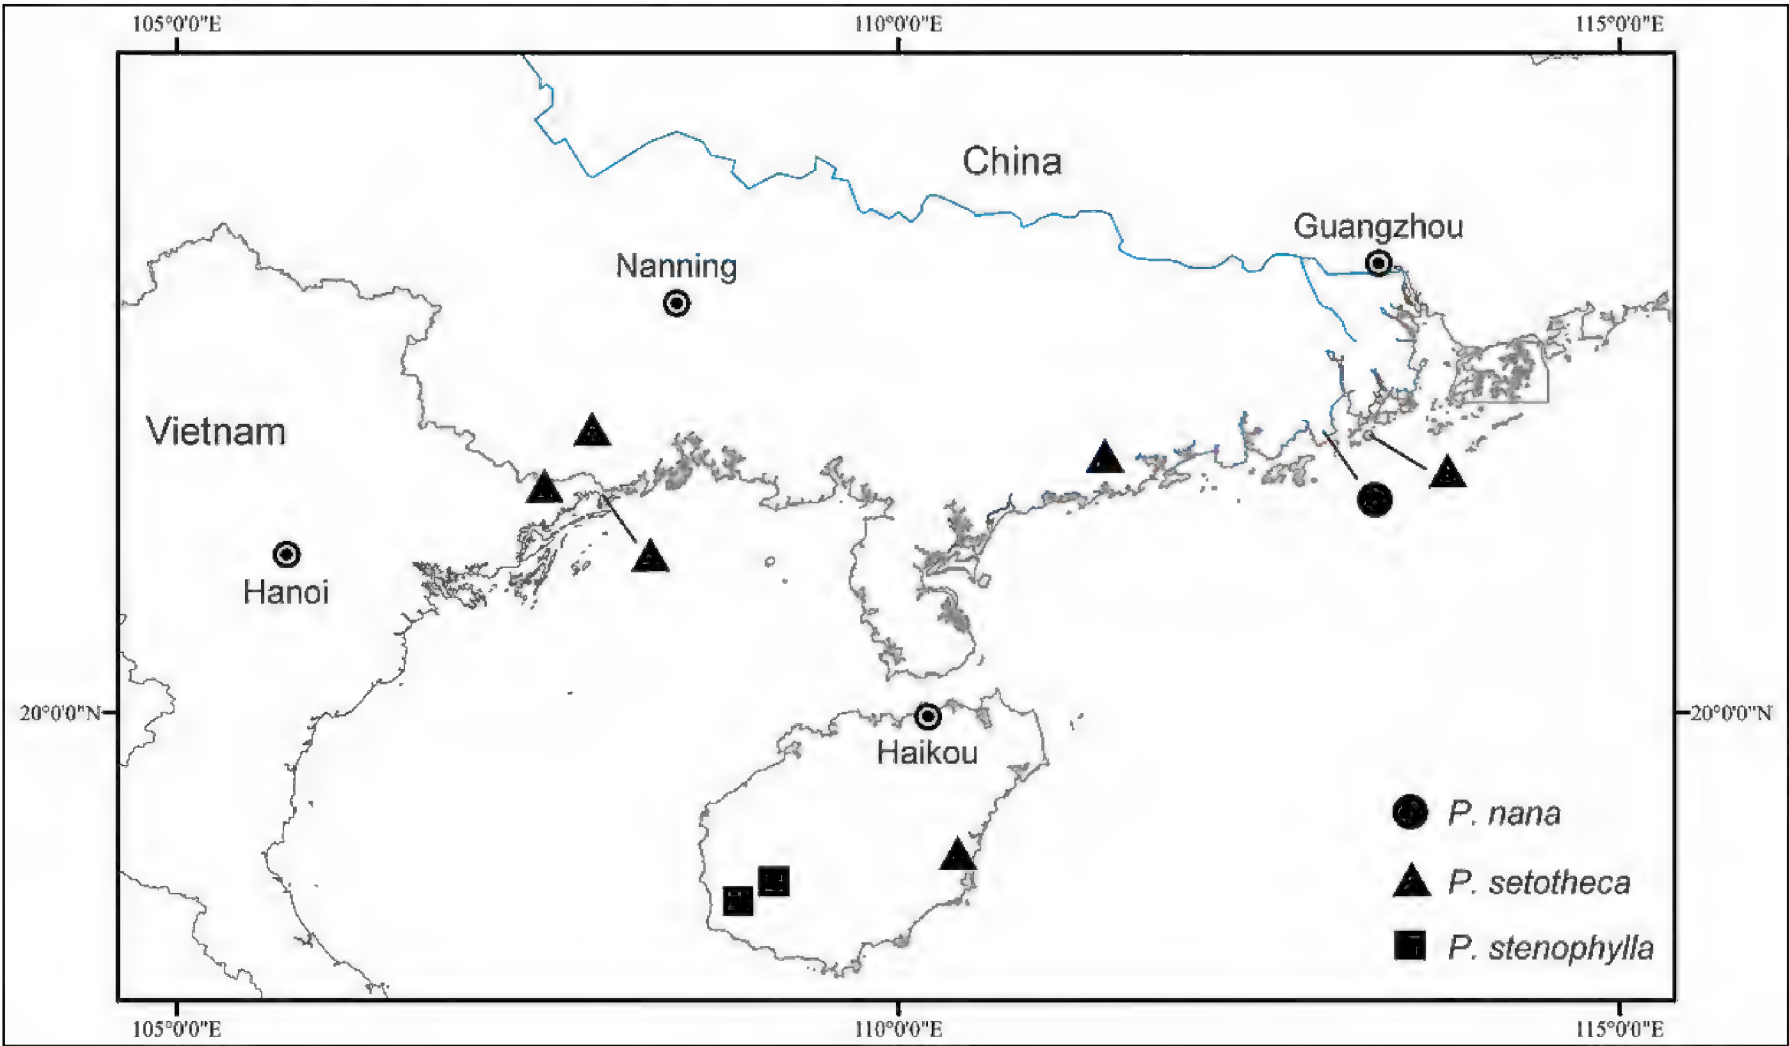 105°0'0"E
110°0'0"E
115°0'0"E
China
Guangzhou
Nanning
Vietnam
Hanoi
20°0'0"N
20°0'0"N
Haikou
P. nana
P. setotheca
P. stenophylla
105°0'0"E
110°0'0"E
115°0'0"E